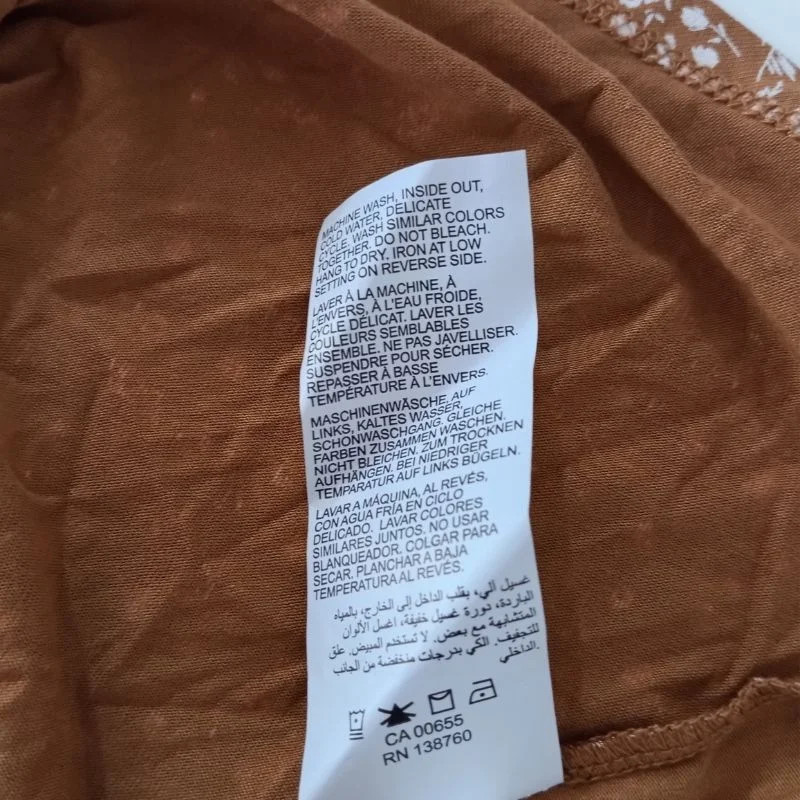 MACHINE WASH, INSIDE OUT,
COLD WATER, DELICATE
CYCLE. WASH SIMILAR COLORS
TOGETHER. DO NOT BLEACH.
HANG TO DRY. IRON AT LOW
SETTING ON REVERSE SIDE.
LAVER À LA MACHINE, À
L'ENVERS, À L'EAU FROIDE,
CYCLE DÉLICAT. LAVER LES
COULEURS SEMBLABLES
ENSEMBLE. NE PAS JAVELLISER.
SUSPENDRE POUR SÉCHER.
REPASSER À BASSE
TEMPÉRATURE À L'ENVERS.
MASCHINENWÄSCHE, AUF
LINKS, KALTES WASSER,
SCHONWASCHGANG. GLEICHE
FARBEN ZUSAMMEN WASCHEN.
NICHT BLEICHEN. ZUM TROCKNEN
AUFHÄNGEN. BEI NIEDRIGER
TEMPARATUR AUF LINKS BÜGELN.
LAVAR A MÁQUINA, AL REVÉS,
CON AGUA FRÍA EN CICLO
DELICADO. LAVAR COLORES
SIMILARES JUNTOS. NO USAR
BLANQUEADOR. COLGAR PARA
SECAR. PLANCHAR A BAJA
TEMPERATURA AL REVÉS.
غسيل آلي، بقلب الداخل إلى الخارج، بالمياه
الباردة، دورة غسيل خفيفة، اغسل الألوان
المتشابهة مع بعض. لا تستخدم المبيض. علق
للتجفيف. الكي بدرجات منخفضة من الجانب
الداخلي.
CA 00655
RN 138760